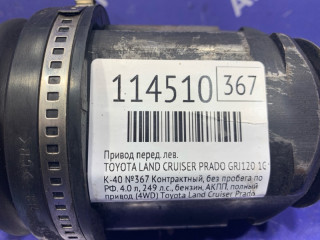 114510 367
Привод перед. лев.
TOYOTA LAND CRUISER PRADO GRJ120 1G
К-40 №367 Контрактный, без пробега по
РФ. 4.0 л, 249 л.с., бензин, АКПП, полный
привод (4WD) Toyota Land Cruiser Prado